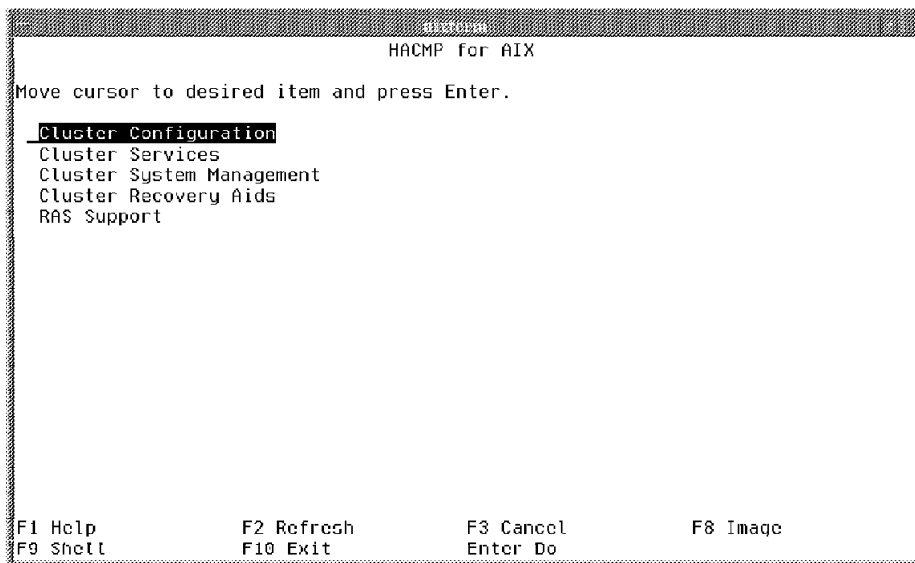 aixterm
HACMP for AIX
Move cursor to desired item and press Enter.
Cluster Configuration
Cluster Services
Cluster System Management
Cluster Recovery Aids
RAS Support
F1 Help F2 Refresh F3 Cancel F8 Image
F9 Shell F10 Exit Enter Do